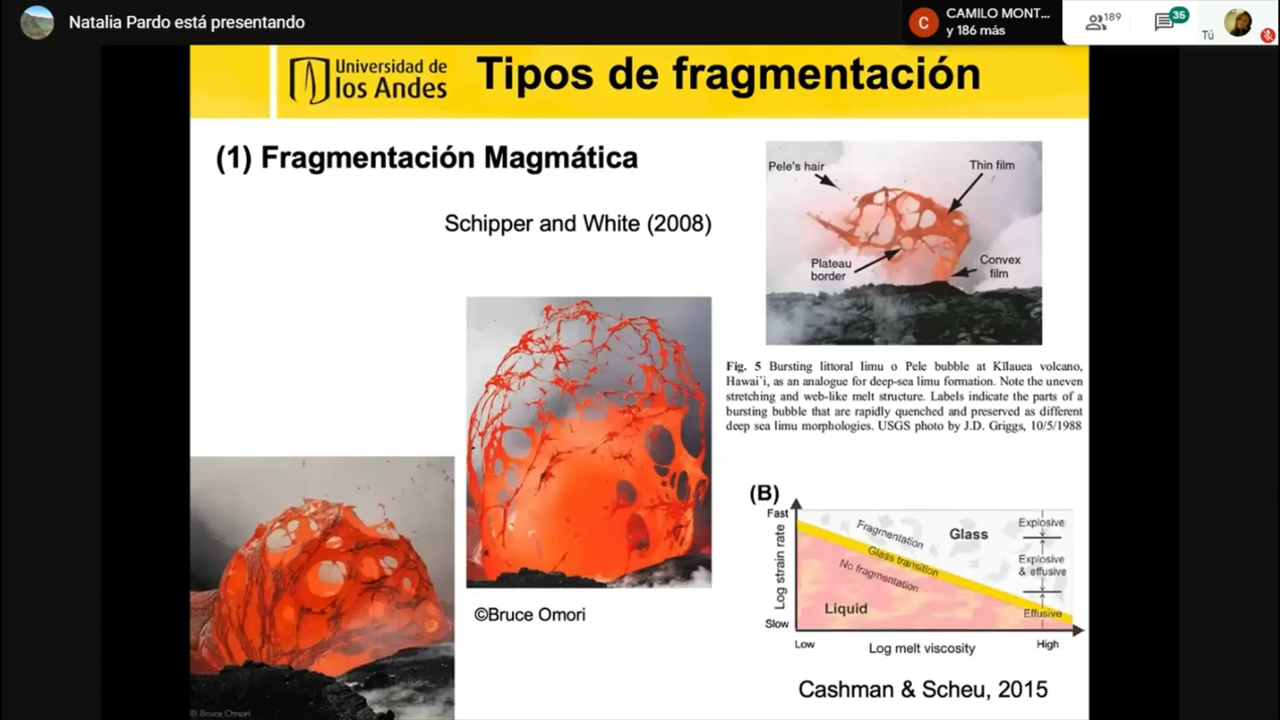 Natalia Pardo está presentando
C
CAMILO MONT...
y 186 más
189
35
Tú
Universidad de
los Andes
Tipos de fragmentación
(1) Fragmentación Magmática
Schipper and White (2008)
Pele's hair
Thin film
Plateau
border
Convex
film
Fig. 5 Bursting littoral limu o Pele bubble at Kīlauea volcano,
Hawai`i, as an analogue for deep-sea limu formation. Note the uneven
stretching and web-like melt structure. Labels indicate the parts of a
bursting bubble that are rapidly quenched and preserved as different
deep sea limu morphologies. USGS photo by J.D. Griggs, 10/5/1988
©Bruce Omori
© Bruce Omori
(B)
Fast
Log strain rate
Slow
Fragmentation
Glass transition
No fragmentation
Glass
Liquid
Explosive
Explosive
& effusive
Effusive
Low
Log melt viscosity
High
Cashman & Scheu, 2015